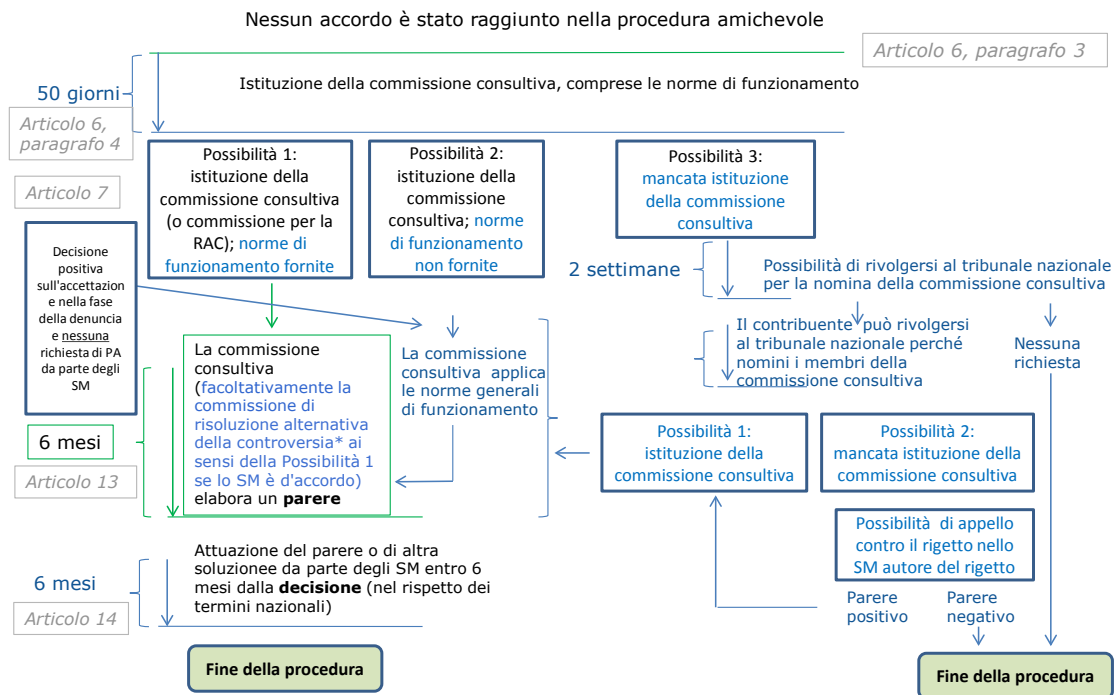 Nessun accordo è stato raggiunto nella procedura amichevole
Articolo 6, paragrafo 3
50 giorni
Istituzione della commissione consultiva, comprese le norme di funzionamento
Articolo 6,
paragrafo 4
Articolo 7
Possibilità 1:
istituzione della
commissione consultiva
(o commissione per la
RAC); norme di
funzionamento fornite
Possibilità 2:
istituzione della
commissione
consultiva; norme
di funzionamento
non fornite
Possibilità 3:
mancata istituzione
della commissione
consultiva
Decisione
positiva
sull'accettazion
e nella fase
della denuncia
e nessuna
richiesta di PA
da parte degli
SM
2 settimane
Possibilità di rivolgersi al tribunale nazionale
per la nomina della commissione consultiva
Il contribuente può rivolgersi
al tribunale nazionale perché
nomini i membri della
commissione consultiva
Nessuna
richiesta
La commissione
consultiva
(facoltativamente la
commissione di
risoluzione alternativa
della controversia* ai
sensi della Possibilità 1
se lo SM è d'accordo)
elabora un parere
La commissione
consultiva applica
le norme generali
di funzionamento
6 mesi
Articolo 13
Possibilità 1:
istituzione della
commissione consultiva
Possibilità 2:
mancata istituzione della
commissione consultiva
Possibilità di appello
contro il rigetto nello
SM autore del rigetto
Parere
positivo
Parere
negativo
6 mesi
Articolo 14
Attuazione del parere o di altra
soluzionee da parte degli SM entro 6
mesi dalla decisione (nel rispetto dei
termini nazionali)
Fine della procedura
Fine della procedura